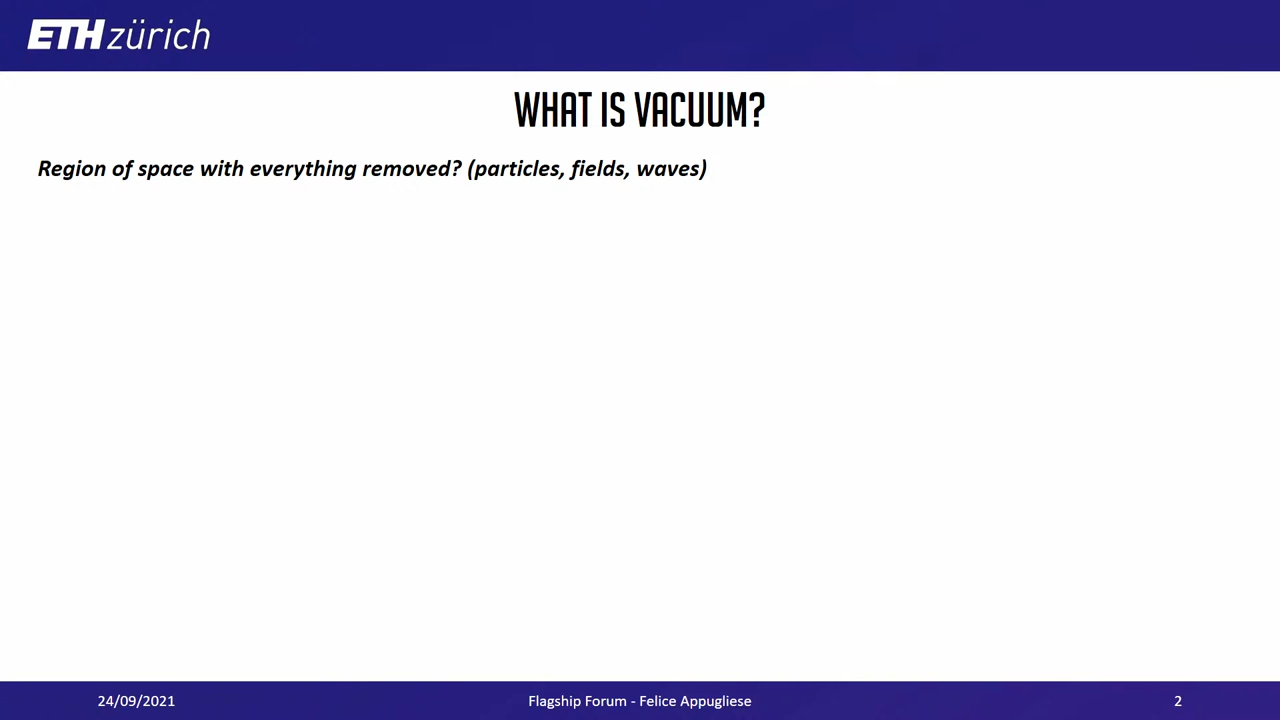 ETH zürich
WHAT IS VACUUM?
Region of space with everything removed? (particles, fields, waves)
24/09/2021
Flagship Forum - Felice Appugliese
2